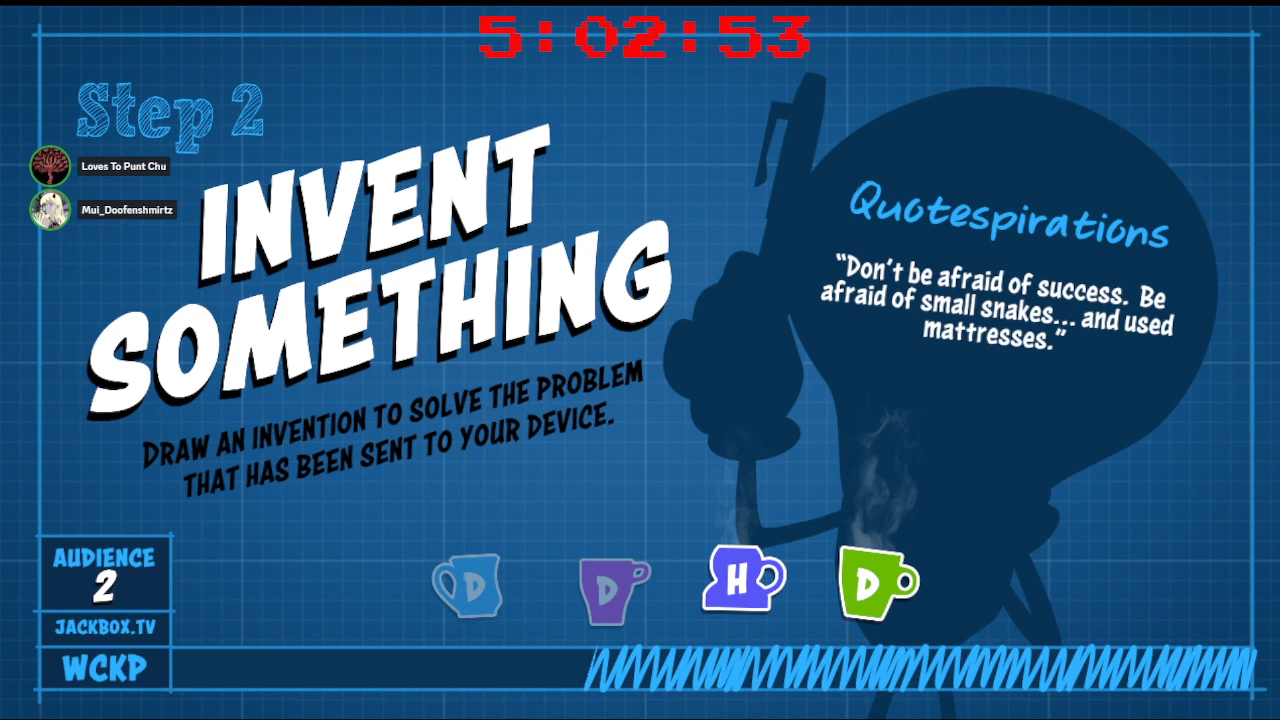 5:02:53
Step 2
Loves To Punt Chu
Mui_Doofenshmirtz
INVENT
SOMETHING
DRAW AN INVENTION TO SOLVE THE PROBLEM
THAT HAS BEEN SENT TO YOUR DEVICE.
Quotespirations
“Don’t be afraid of success. Be
afraid of small snakes... and used
mattresses.”
D
D
H
D
AUDIENCE
2
JACKBOX.TV
WCKP